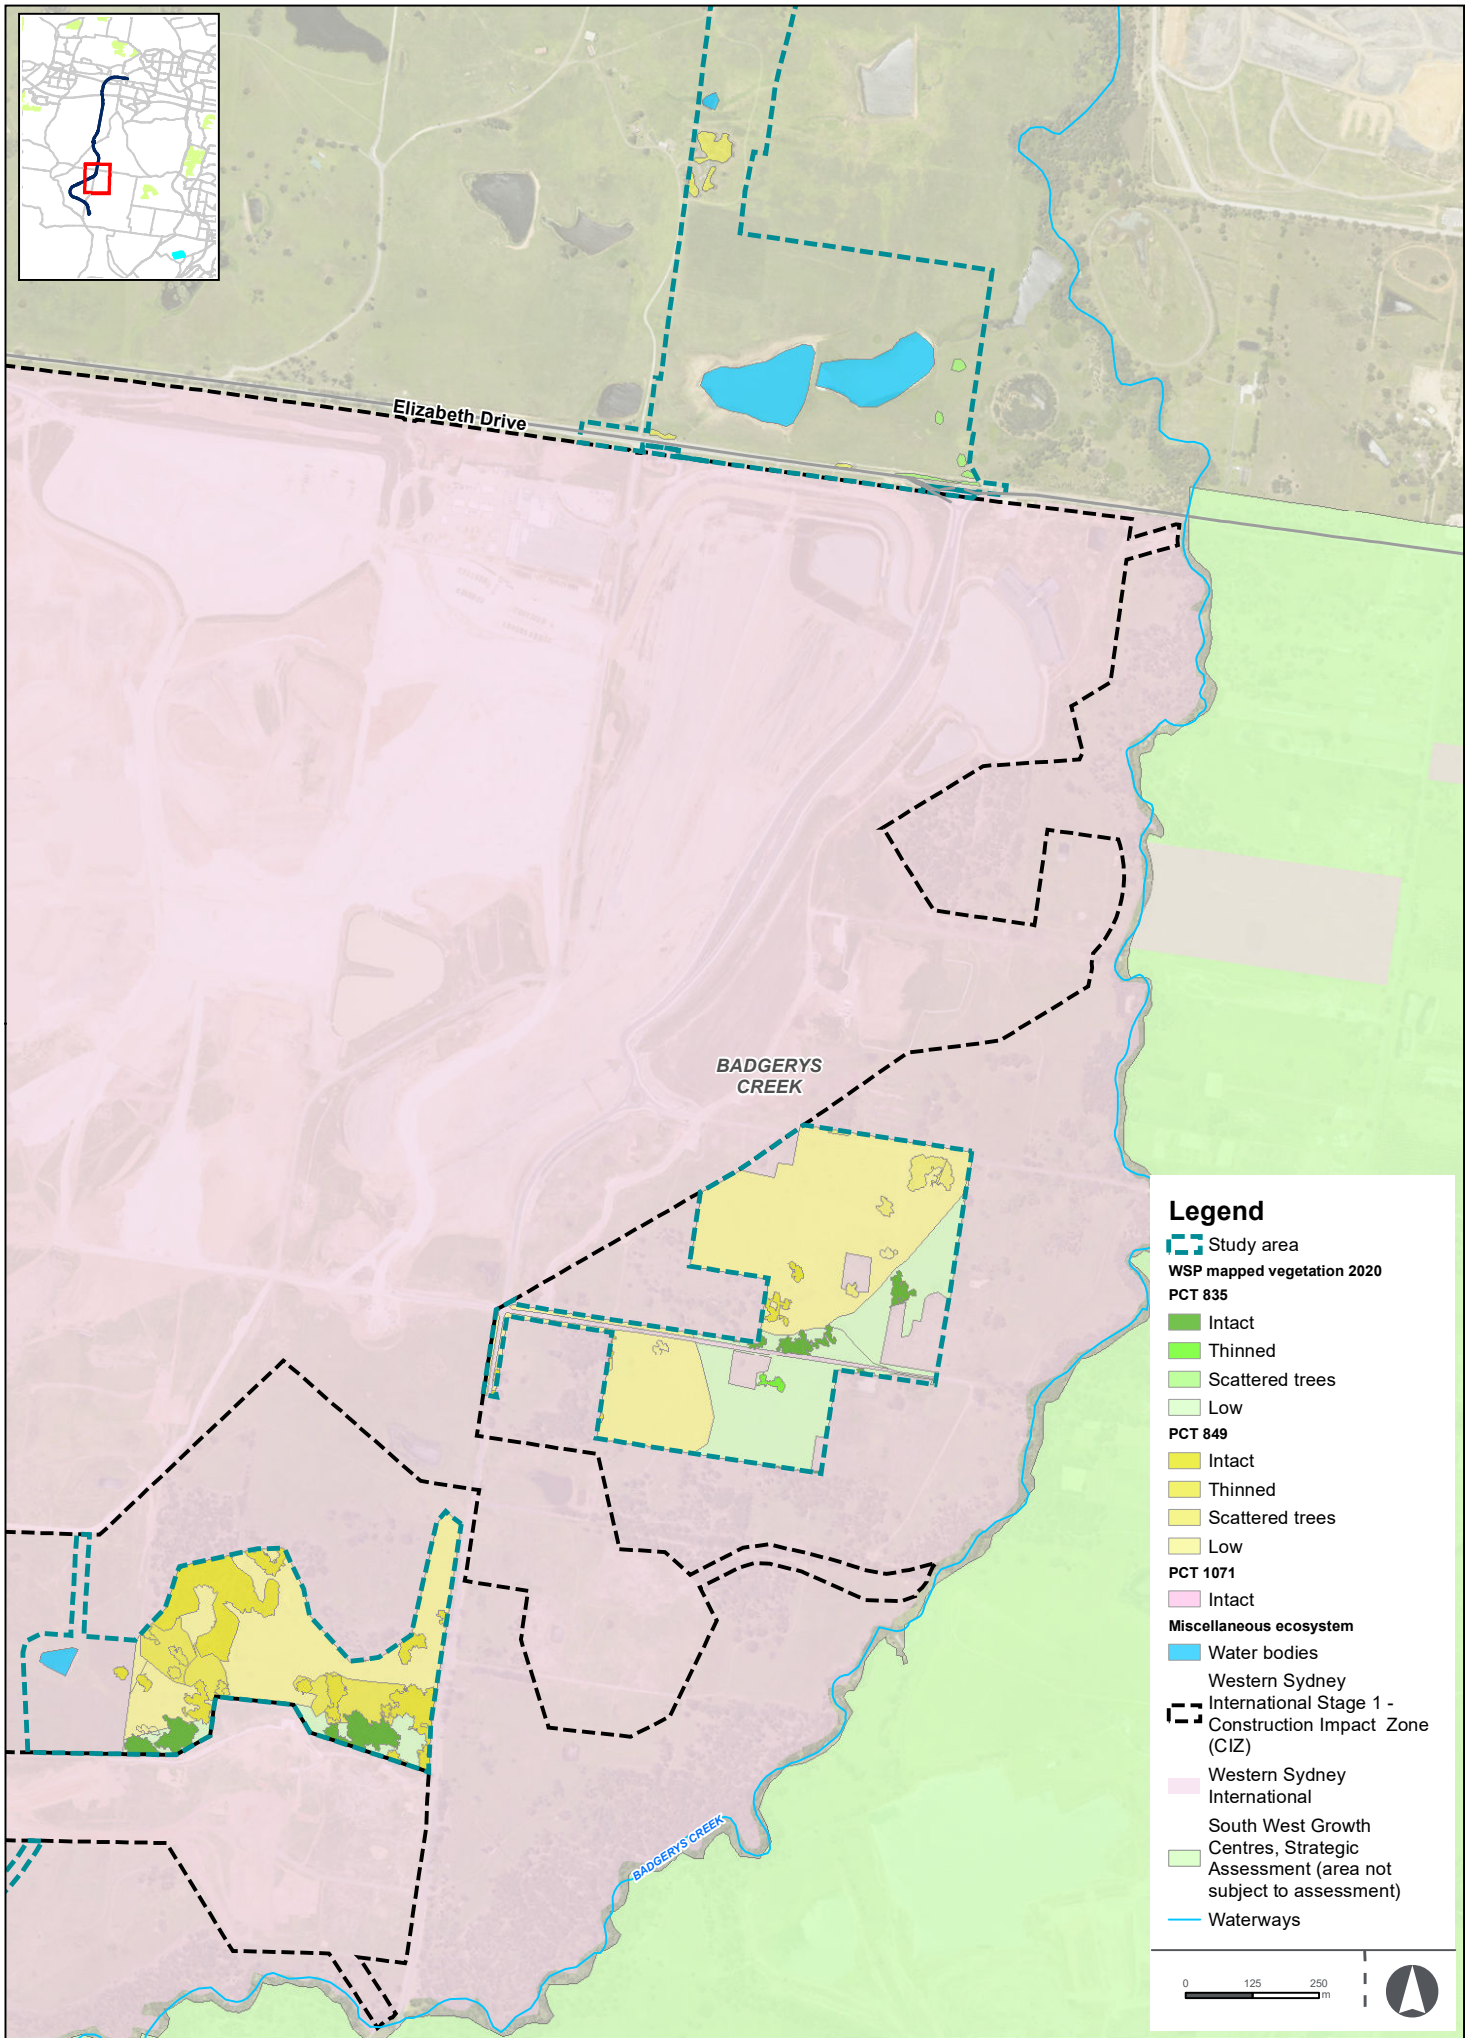 Elizabeth Drive
BADGERYS
CREEK
BADGERYS CREEK
Legend
Study area
WSP mapped vegetation 2020
PCT 835
Intact
Thinned
Scattered trees
Low
PCT 849
Intact
Thinned
Scattered trees
Low
PCT 1071
Intact
Miscellaneous ecosystem
Water bodies
Western Sydney
International Stage 1 -
Construction Impact Zone
(CIZ)
Western Sydney
International
South West Growth
Centres, Strategic
Assessment (area not
subject to assessment)
Waterways
0 125 250
m